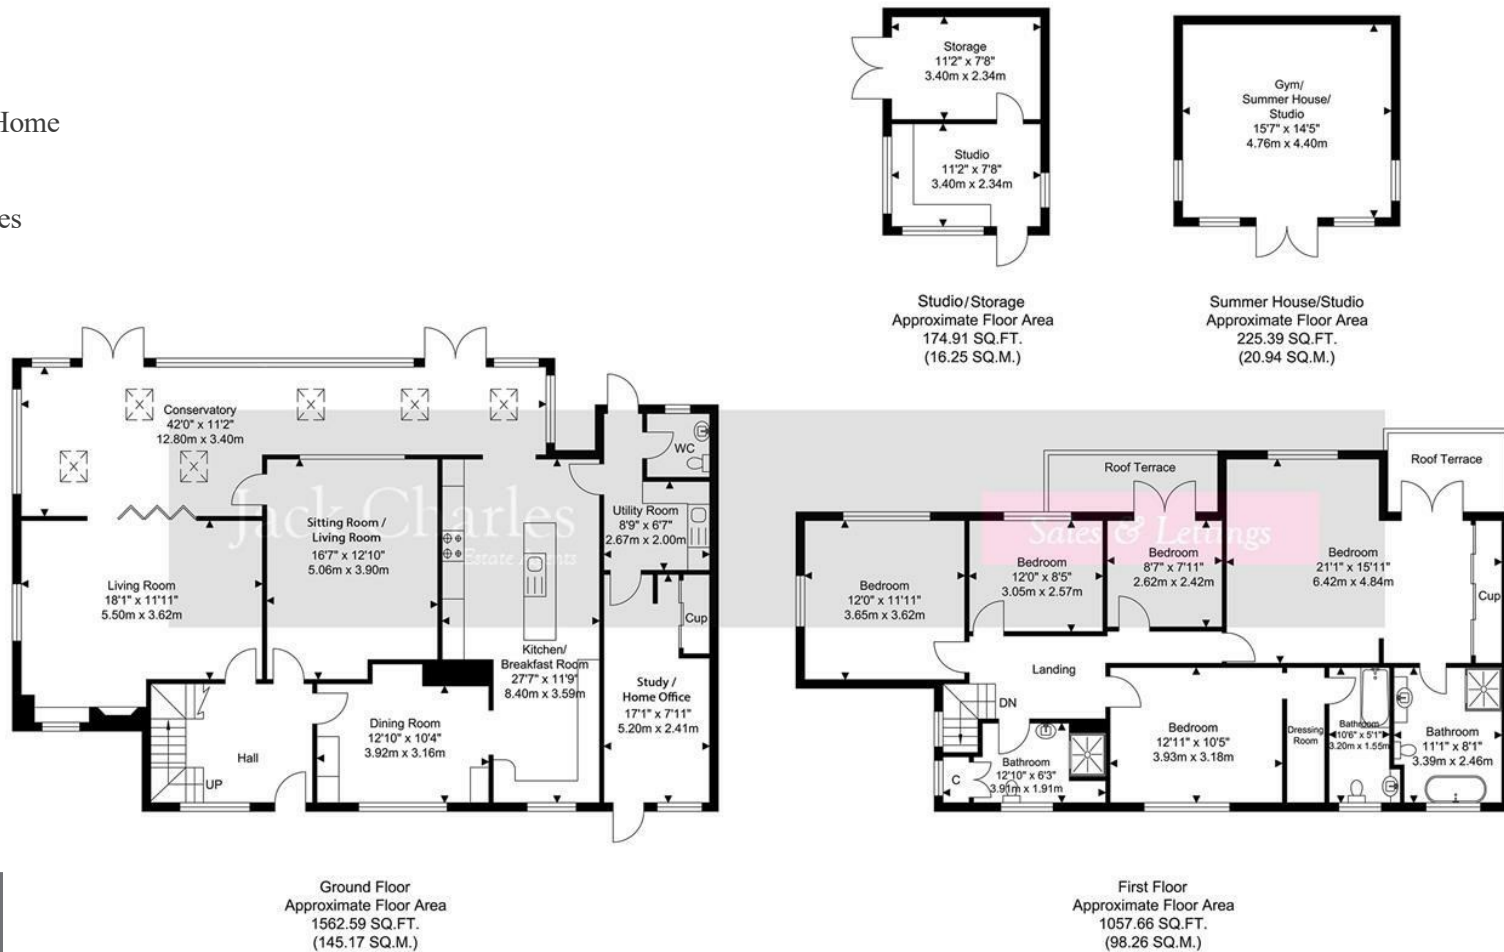 Home
es
Storage
11'2" x 7'8"
3.40m x 2.34m
Studio
11'2" x 7'8"
3.40m x 2.34m
Studio/Storage
Approximate Floor Area
174.91 SQ.FT.
(16.25 SQ.M.)
Gym/
Summer House/
Studio
15'7" x 14'5"
4.76m x 4.40m
Summer House/Studio
Approximate Floor Area
225.39 SQ.FT.
(20.94 SQ.M.)
Conservatory
42'0" x 11'2"
12.80m x 3.40m
WC
Utility Room
8'9" x 6'7"
2.67m x 2.00m
Jack Charles
Estate Agents
Sitting Room /
Living Room
16'7" x 12'10"
5.06m x 3.90m
Living Room
18'1" x 11'11"
5.50m x 3.62m
Cup
Kitchen/
Breakfast Room
27'7" x 11'9"
8.40m x 3.59m
Study /
Home Office
17'1" x 7'11"
5.20m x 2.41m
Dining Room
12'10" x 10'4"
3.92m x 3.16m
Hall
UP
Ground Floor
Approximate Floor Area
1562.59 SQ.FT.
(145.17 SQ.M.)
Roof Terrace
Roof Terrace
Sales & Lettings
Bedroom
12'0" x 11'11"
3.65m x 3.62m
Bedroom
12'0" x 8'5"
3.05m x 2.57m
Bedroom
8'7" x 7'11"
2.62m x 2.42m
Bedroom
21'1" x 15'11"
6.42m x 4.84m
Cup
Landing
DN
Bedroom
12'11" x 10'5"
3.93m x 3.18m
Dressing
Room
Bathroom
10'6" x 5'1"
3.20m x 1.55m
Bathroom
11'1" x 8'1"
3.39m x 2.46m
Bathroom
12'10" x 6'3"
3.91m x 1.91m
C
First Floor
Approximate Floor Area
1057.66 SQ.FT.
(98.26 SQ.M.)